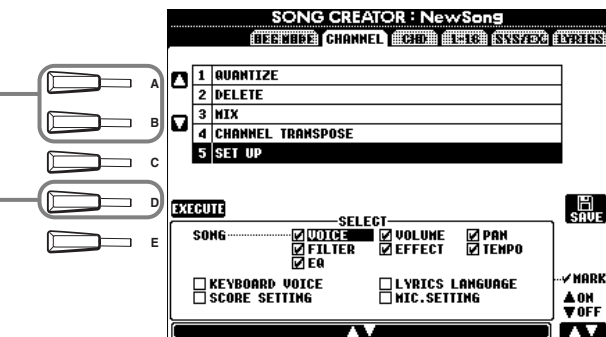 SONG CREATOR : NewSong
REC MODE CHANNEL CHD 1-16 SYS/EX LYRICS
A
1 QUANTIZE
2 DELETE
B
3 MIX
4 CHANNEL TRANSPOSE
C
5 SET UP
D
EXECUTE
SAVE
SELECT
E
SONG VOICE VOLUME PAN
FILTER EFFECT TEMPO
EQ
KEYBOARD VOICE LYRICS LANGUAGE
SCORE SETTING MIC.SETTING
MARK
ON
OFF